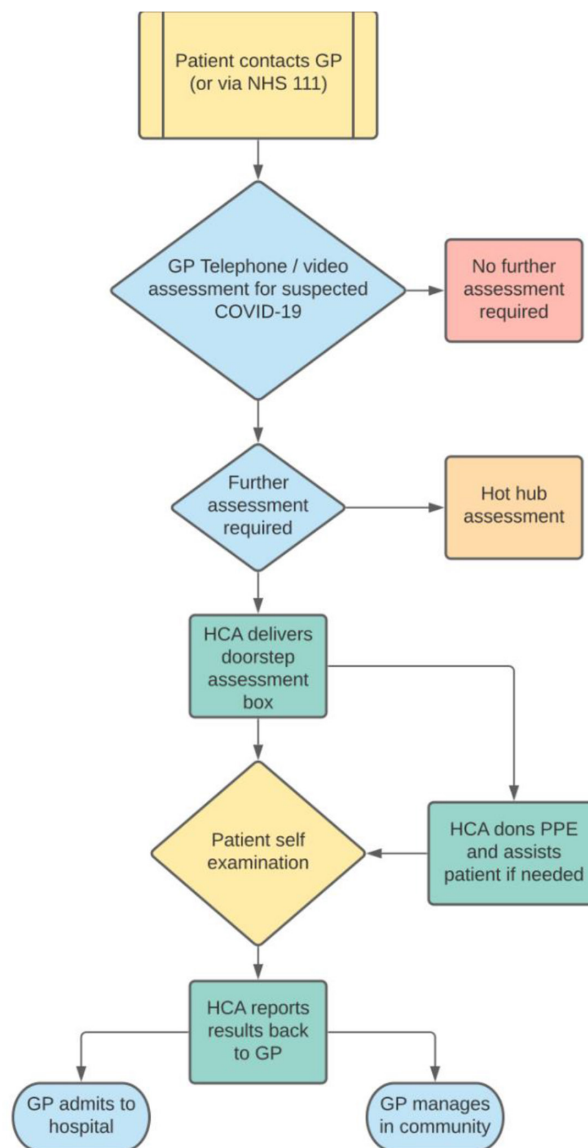 Patient contacts GP
(or via NHS 111)
GP Telephone / video
assessment for suspected
COVID-19
No further
assessment
required
Further
assessment
required
Hot hub
assessment
HCA delivers
doorstep
assessment
box
Patient self
examination
HCA dons PPE
and assists
patient if needed
HCA reports
results back
to GP
GP admits to
hospital
GP manages
in community